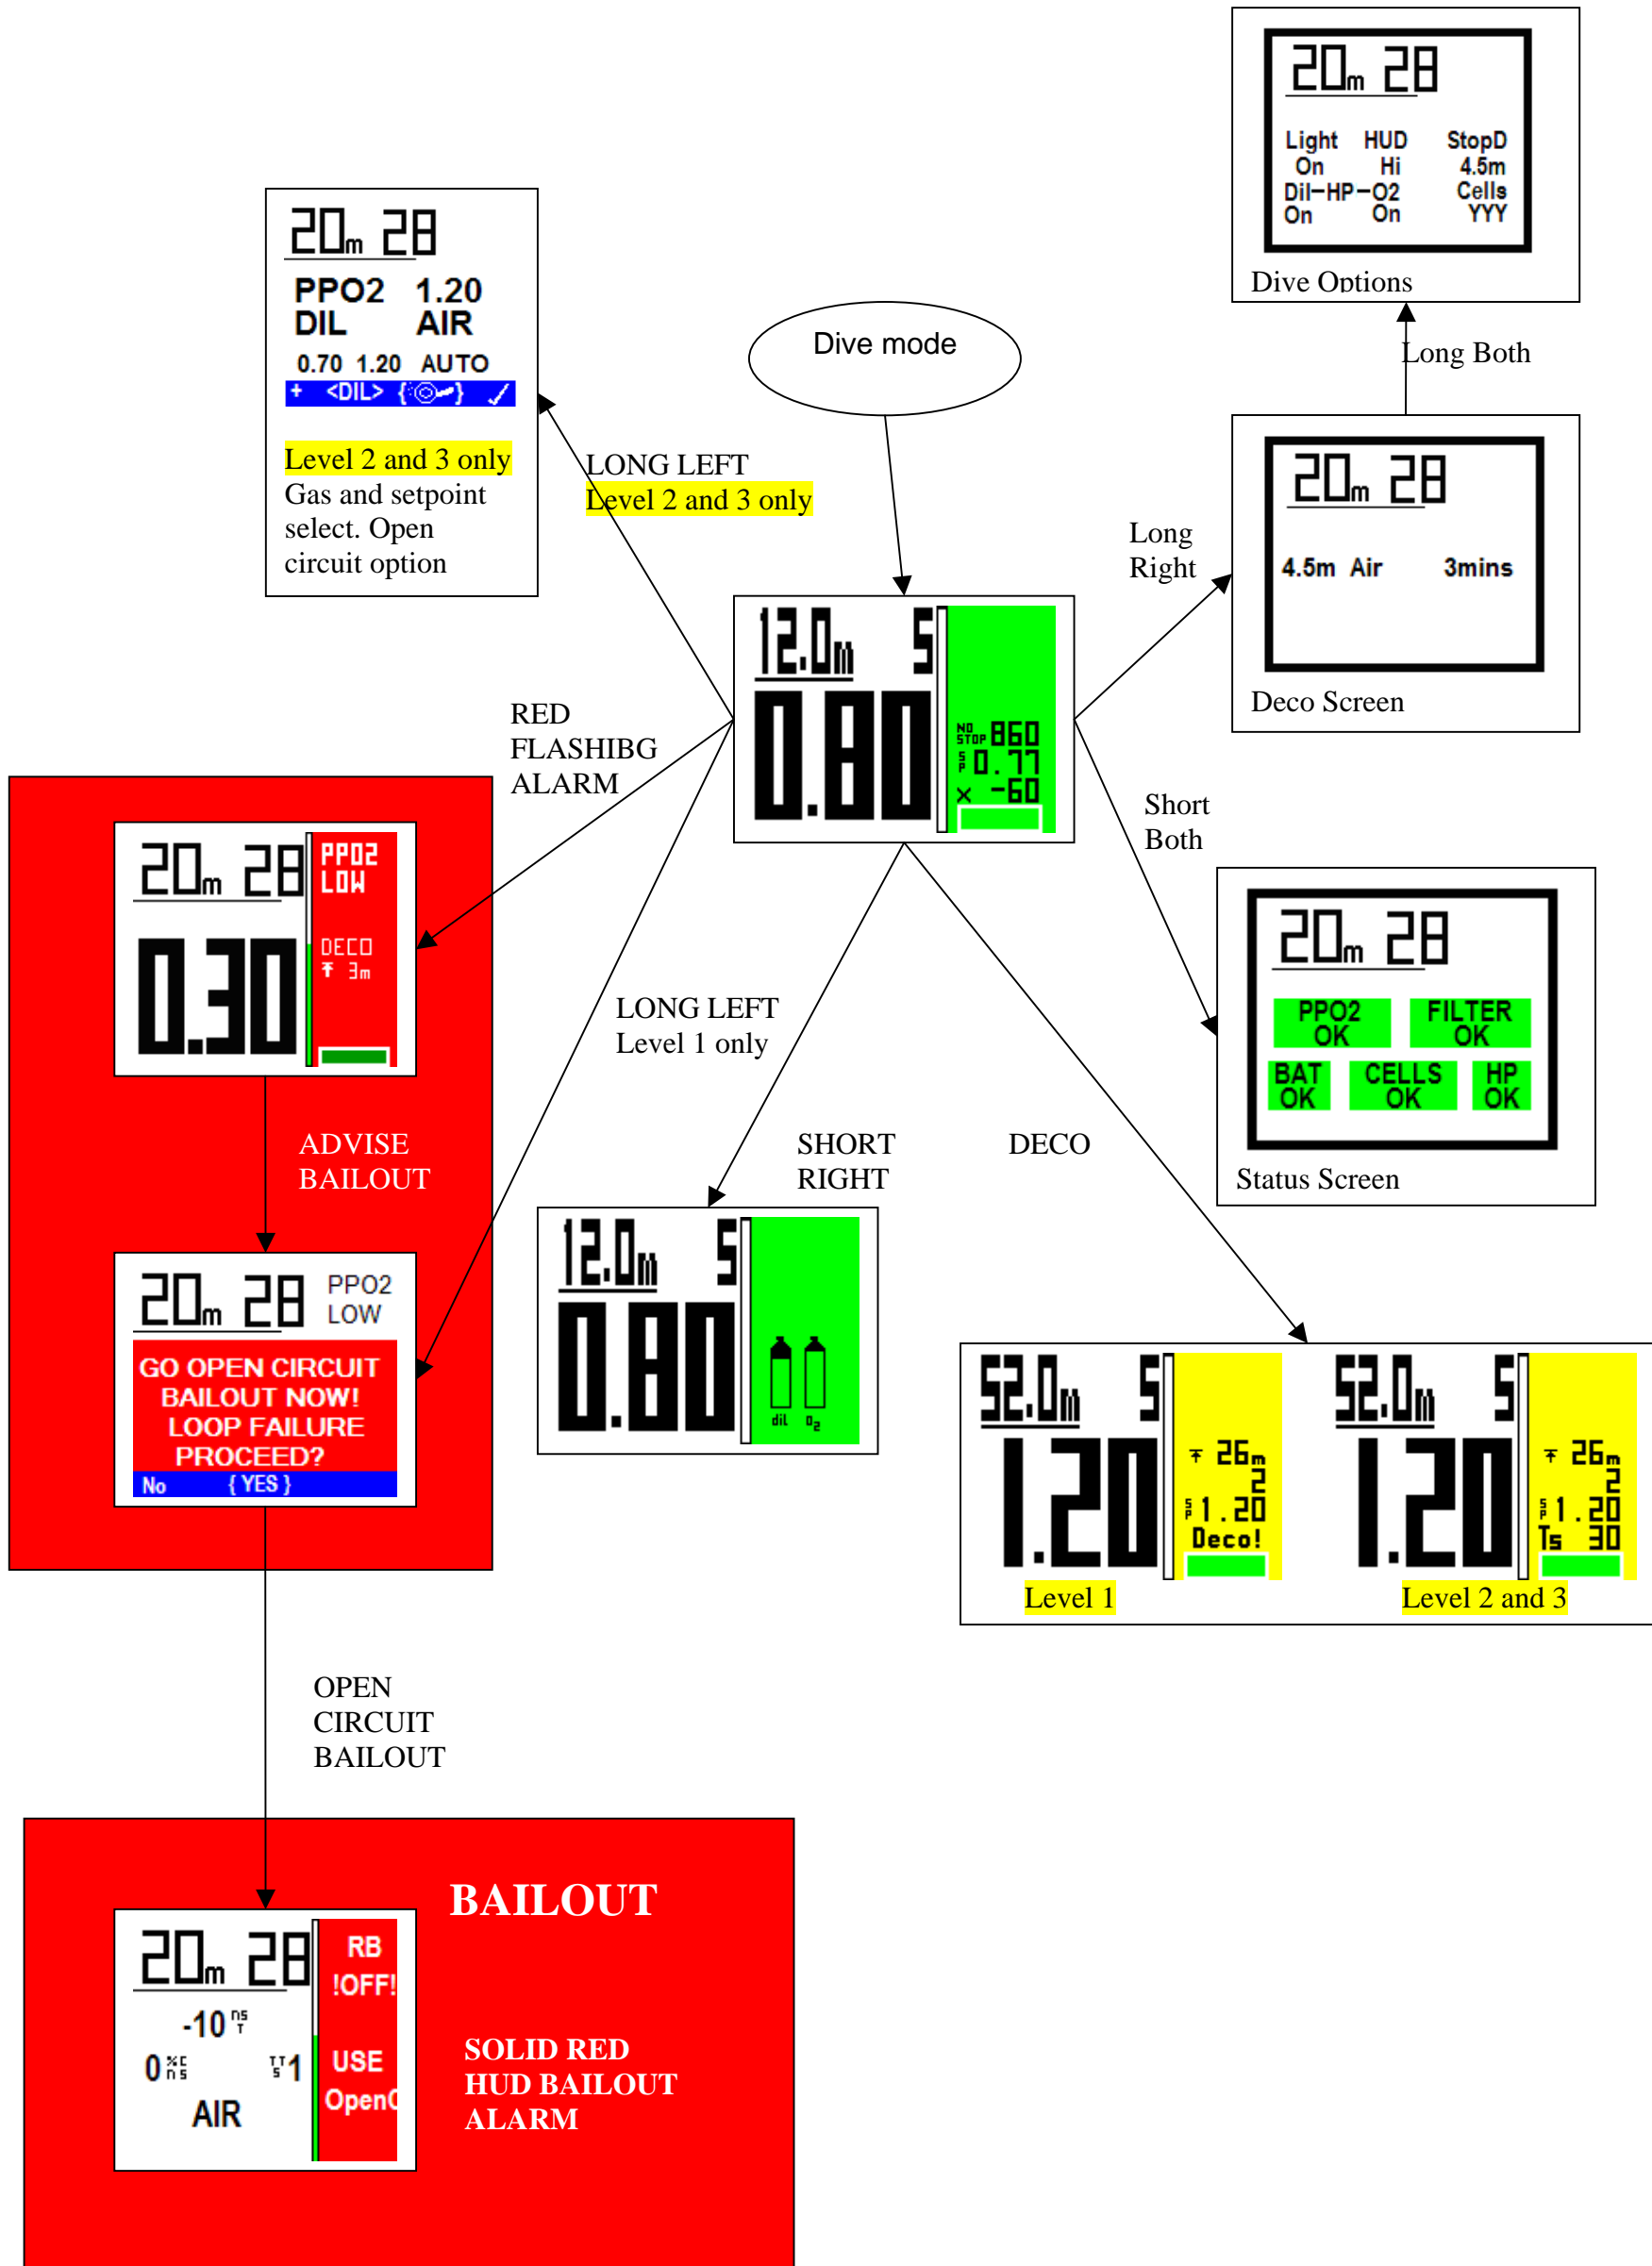 20m 28
Light HUD StopD
On Hi 4.5m
Dil-HP-O2 Cells
On On YYY
Dive Options
Long Both
20m 28
PPO2 1.20
DIL AIR
0.70 1.20 AUTO
+ <DIL> { } ✓
Level 2 and 3 only
Gas and setpoint
select. Open
circuit option
Dive mode
LONG LEFT
Level 2 and 3 only
20m 28
4.5m Air 3mins
Deco Screen
Long
Right
12.0m 5
0.80
NO STOP 860
SP 0.77
× -60
RED
FLASHIBG
ALARM
Short
Both
20m 28
PPO2 LOW
0.30
DECO
3m
20m 28
PPO2 OK
FILTER OK
BAT OK
CELLS OK
HP OK
Status Screen
LONG LEFT
Level 1 only
ADVISE
BAILOUT
SHORT
RIGHT
DECO
20m 28 PPO2
LOW
GO OPEN CIRCUIT
BAILOUT NOW!
LOOP FAILURE
PROCEED?
No { YES }
12.0m 5
0.80
dil O2
52.0m 5
1.20
26m
2
SP 1.20
Deco!
Level 1
52.0m 5
1.20
26m
2
SP 1.20
Ts 30
Level 2 and 3
OPEN
CIRCUIT
BAILOUT
BAILOUT
20m 28
RB
!OFF!
-10 nsT
0 %Cns TTS 1
USE
OpenC
AIR
SOLID RED
HUD BAILOUT
ALARM